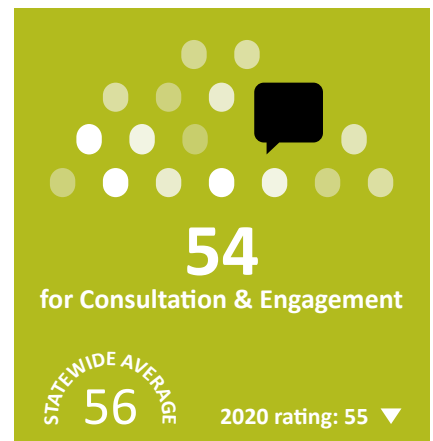 54
for Consultation & Engagement
STATEWIDE AVERAGE
56
2020 rating: 55 ▼